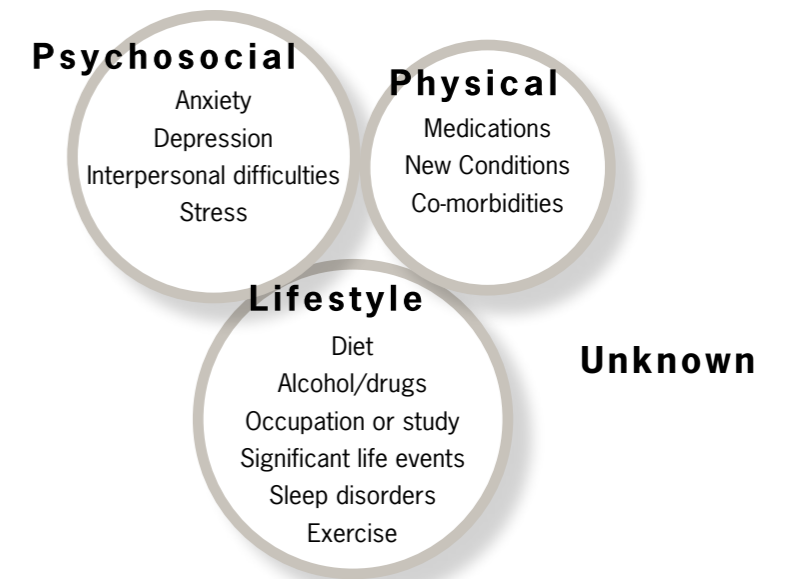 Psychosocial
Anxiety
Depression
Interpersonal difficulties
Stress
Physical
Medications
New Conditions
Co-morbidities
Lifestyle
Diet
Alcohol/drugs
Occupation or study
Significant life events
Sleep disorders
Exercise
Unknown